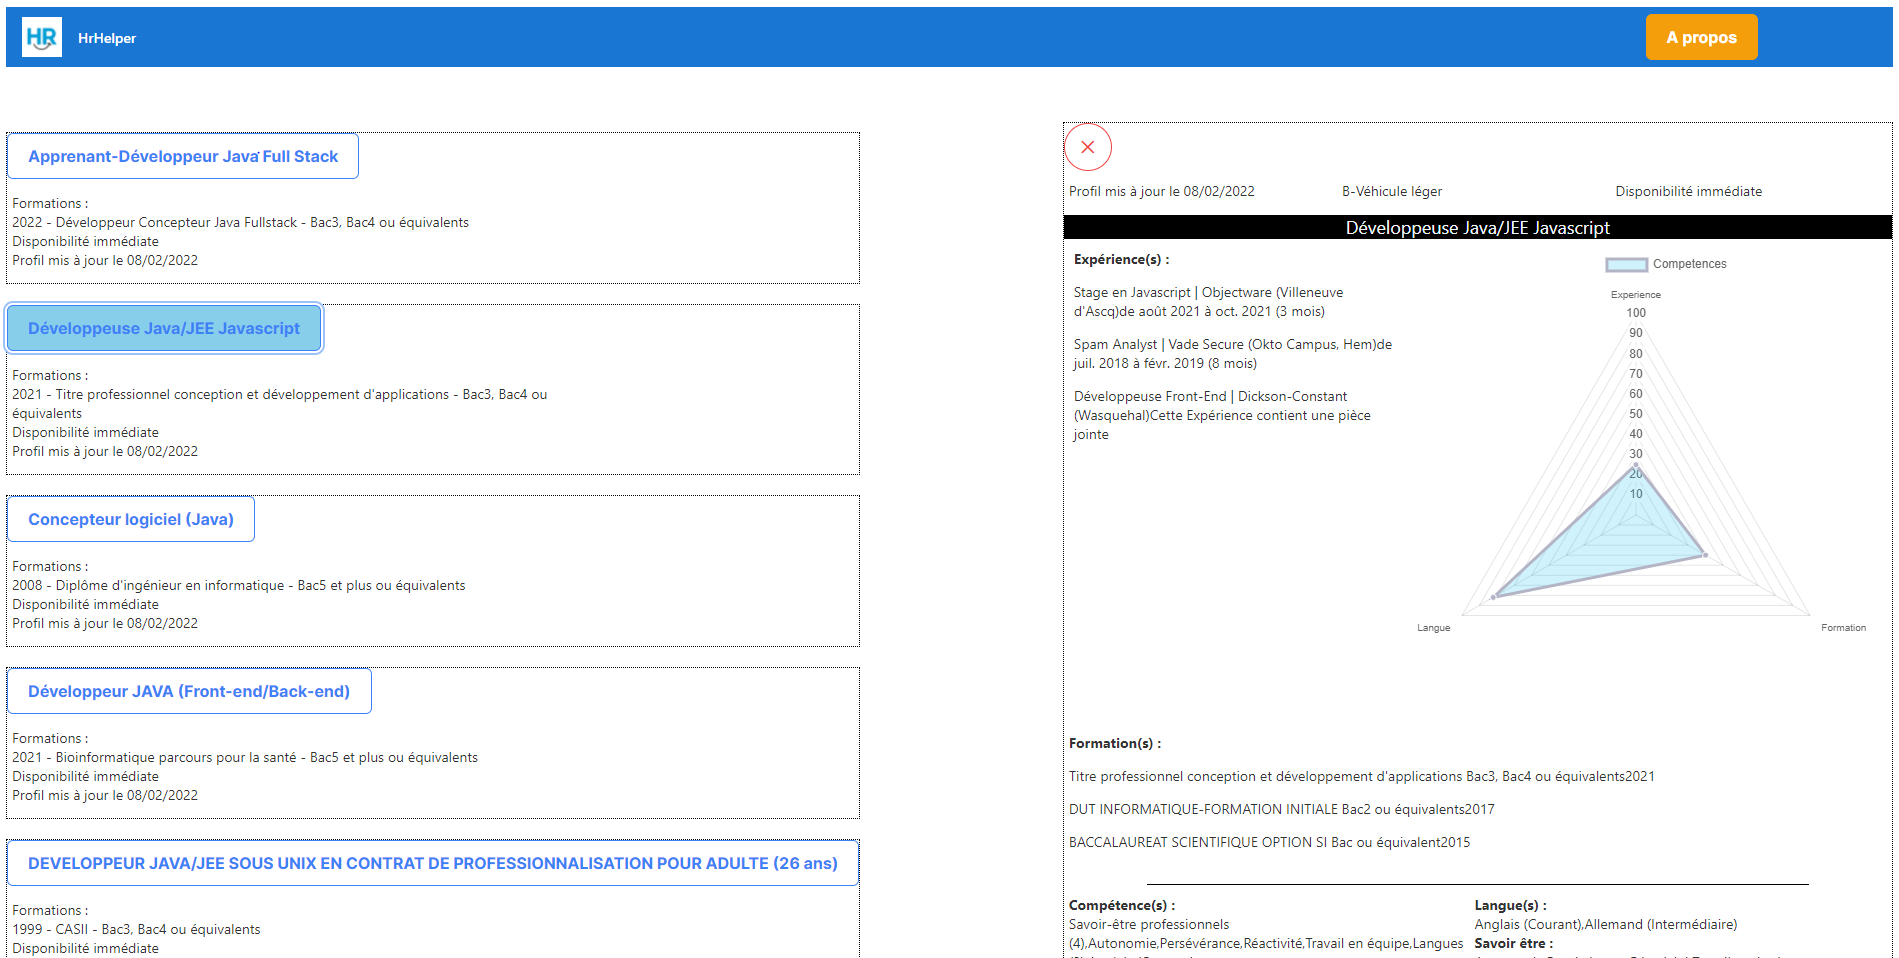 HR
HrHelper
A propos
Apprenant-Développeur Java Full Stack
Formations :
2022 - Développeur Concepteur Java Fullstack - Bac3, Bac4 ou équivalents
Disponibilité immédiate
Profil mis à jour le 08/02/2022
Développeuse Java/JEE Javascript
Formations :
2021 - Titre professionnel conception et développement d'applications - Bac3, Bac4 ou
équivalents
Disponibilité immédiate
Profil mis à jour le 08/02/2022
Concepteur logiciel (Java)
Formations :
2008 - Diplôme d'ingénieur en informatique - Bac5 et plus ou équivalents
Disponibilité immédiate
Profil mis à jour le 08/02/2022
Développeur JAVA (Front-end/Back-end)
Formations :
2021 - Bioinformatique parcours pour la santé - Bac5 et plus ou équivalents
Disponibilité immédiate
Profil mis à jour le 08/02/2022
DEVELOPPEUR JAVA/JEE SOUS UNIX EN CONTRAT DE PROFESSIONNALISATION POUR ADULTE (26 ans)
Formations :
1999 - CASII - Bac3, Bac4 ou équivalents
Disponibilité immédiate
Profil mis à jour le 08/02/2022
B-Véhicule léger
Disponibilité immédiate
Développeuse Java/JEE Javascript
Expérience(s) :
Stage en Javascript | Objectware (Villeneuve
d'Ascq)de août 2021 à oct. 2021 (3 mois)
Spam Analyst | Vade Secure (Okto Campus, Hem)de
juil. 2018 à févr. 2019 (8 mois)
Développeuse Front-End | Dickson-Constant
(Wasquehal)Cette Expérience contient une pièce
jointe
Competences
Experience
100
90
80
70
60
50
40
30
20
10
Langue
Formation
Formation(s) :
Titre professionnel conception et développement d'applications Bac3, Bac4 ou équivalents2021
DUT INFORMATIQUE-FORMATION INITIALE Bac2 ou équivalents2017
BACCALAUREAT SCIENTIFIQUE OPTION SI Bac ou équivalent2015
Compétence(s) :
Savoir-être professionnels
(4),Autonomie,Persévérance,Réactivité,Travail en équipe,Langues
Langue(s) :
Anglais (Courant),Allemand (Intermédiaire)
Savoir être :